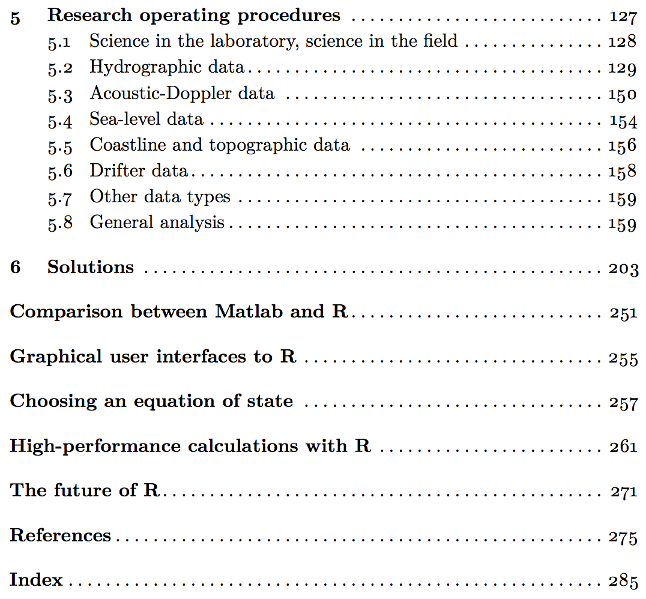 5 Research operating procedures ........................... 127
5.1 Science in the laboratory, science in the field .................. 128
5.2 Hydrographic data .................................... 129
5.3 Acoustic-Doppler data ................................ 150
5.4 Sea-level data ........................................ 154
5.5 Coastline and topographic data ......................... 156
5.6 Drifter data .......................................... 158
5.7 Other data types ..................................... 159
5.8 General analysis ...................................... 159
6 Solutions ............................................. 203
Comparison between Matlab and R ........................... 251
Graphical user interfaces to R ................................ 255
Choosing an equation of state ................................ 257
High-performance calculations with R ........................ 261
The future of R .............................................. 271
References .................................................. 275
Index ....................................................... 285